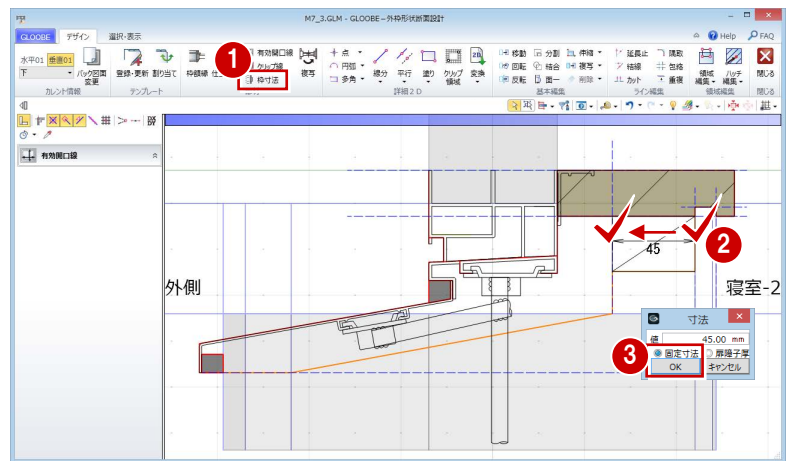 M7_3.GLM - GLOOBE - 外枠形状断面設計
GLOOBE デザイン 選択・表示
Help FAQ
水平01 垂直01
下
バック図面
変更
登録・更新 割り当て
枠額縁
有効開口線
クリップ線
枠寸法
複写
点
円弧
多角
線分 平行 塗り クリップ
領域
変換
移動 分割 伸縮
回転 結合 複写
反転 面一 削除
延長止 隅取
結線 包絡
カット 重複
領域
編集
ハッチ
編集
閉じる
カレント情報 テンプレート 詳細2D 基本編集 ライン編集 領域編集 閉じる
有効開口線
1
2
3
45
外側
寝室-2
寸法
値 45.00 mm
固定寸法 扉障子厚
OK キャンセル